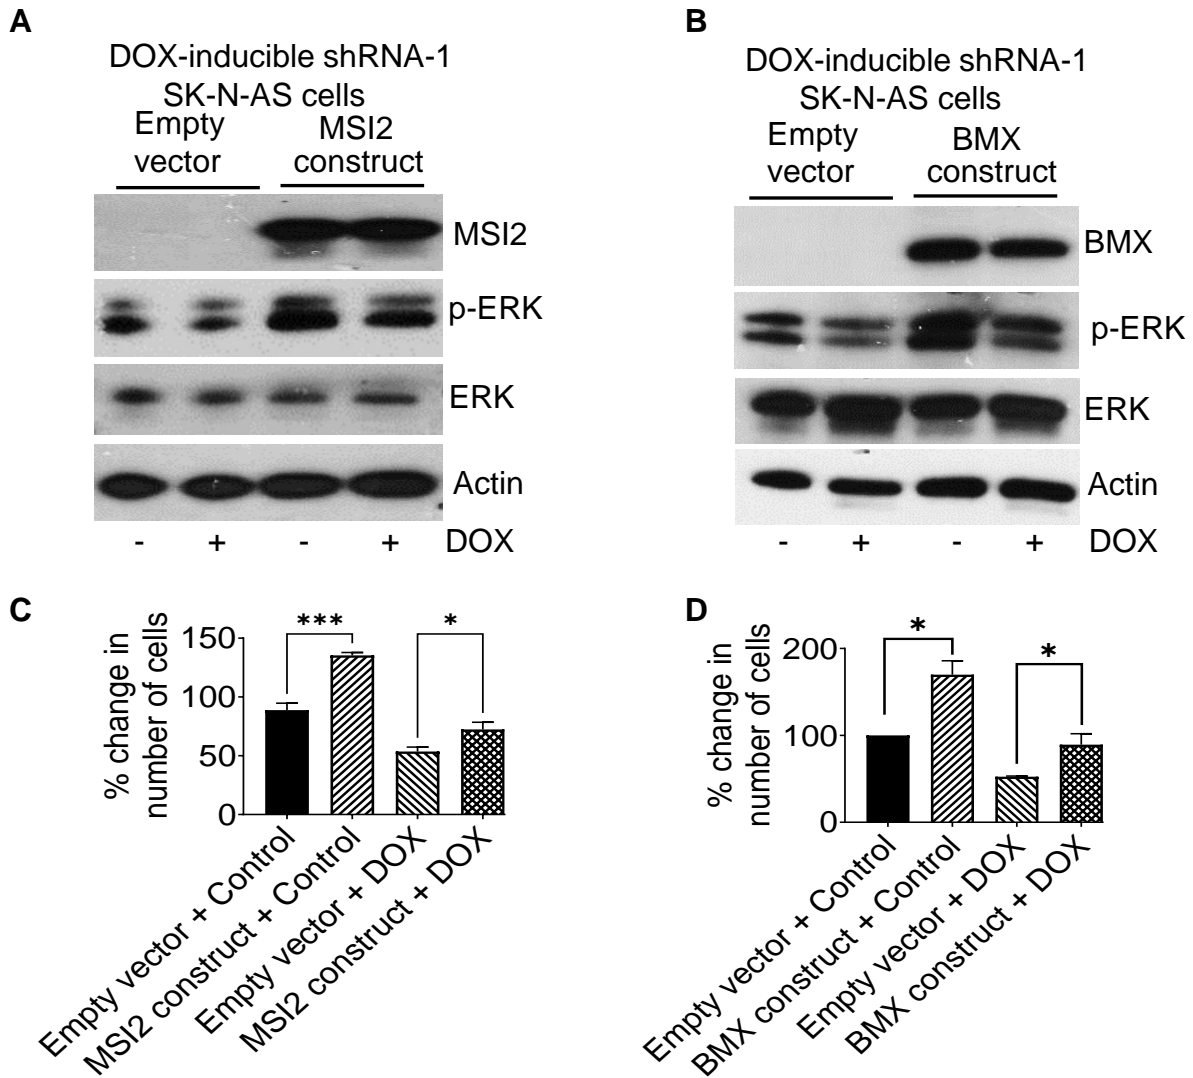 A
DOX-inducible shRNA-1
SK-N-AS cells
Empty
vector
MSI2
construct
MSI2
p-ERK
ERK
Actin
- + - + DOX
B
DOX-inducible shRNA-1
SK-N-AS cells
Empty
vector
BMX
construct
BMX
p-ERK
ERK
Actin
- + - + DOX
C
% change in
number of cells
150
100
50
0
***
*
Empty vector + Control
MSI2 construct + Control
Empty vector + DOX
MSI2 construct + DOX
D
% change in
number of cells
200
100
0
*
*
Empty vector + Control
BMX construct + Control
Empty vector + DOX
BMX construct + DOX